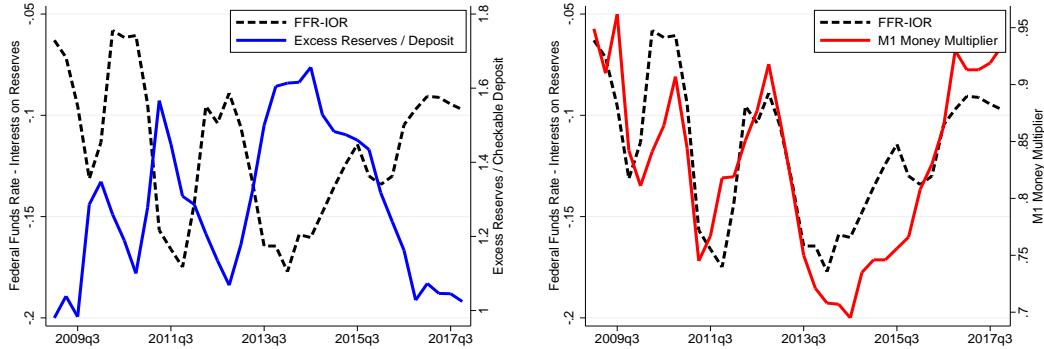 FFR-IOR
Excess Reserves / Deposit
Federal Funds Rate - Interests on Reserves
-.05
-.1
-.15
-.2
1.8
1.6
1.4
1.2
1
Excess Reserves / Checkable Deposit
2009q3 2011q3 2013q3 2015q3 2017q3
FFR-IOR
M1 Money Multiplier
Federal Funds Rate - Interests on Reserves
-.05
-.1
-.15
-.2
.95
.9
.85
.8
.75
.7
M1 Money Multiplier
2009q3 2011q3 2013q3 2015q3 2017q3